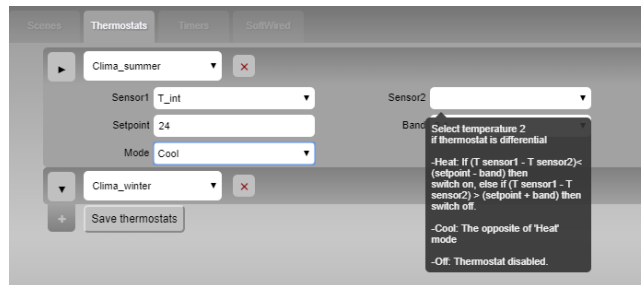 Scenes Thermostats Timers SoftWired
Clima_summer
Sensor1 T_int Sensor2
Setpoint 24 Band
Mode Cool
Select temperature 2
if thermostat is differential
-Heat: If (T sensor1 - T sensor2)<
(setpoint - band) then
switch on, else if (T sensor1 - T
sensor2) > (setpoint + band) then
switch off.
-Cool: The opposite of 'Heat'
mode
-Off: Thermostat disabled.
Clima_winter
+ Save thermostats